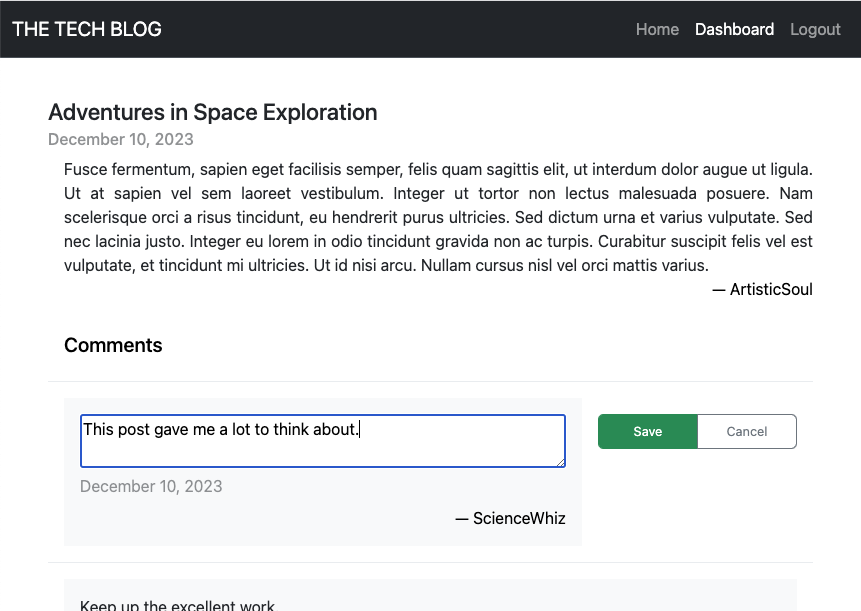 THE TECH BLOG
Home Dashboard Logout
Adventures in Space Exploration
December 10, 2023
Fusce fermentum, sapien eget facilisis semper, felis quam sagittis elit, ut interdum dolor augue ut ligula.
Ut at sapien vel sem laoreet vestibulum. Integer ut tortor non lectus malesuada posuere. Nam
scelerisque orci a risus tincidunt, eu hendrerit purus ultricies. Sed dictum urna et varius vulputate. Sed
nec lacinia justo. Integer eu lorem in odio tincidunt gravida non ac turpis. Curabitur suscipit felis vel est
vulputate, et tincidunt mi ultricies. Ut id nisi arcu. Nullam cursus nisl vel orci mattis varius.
— ArtisticSoul
Comments
This post gave me a lot to think about.
Save Cancel
December 10, 2023
— ScienceWhiz
Keep up the excellent work